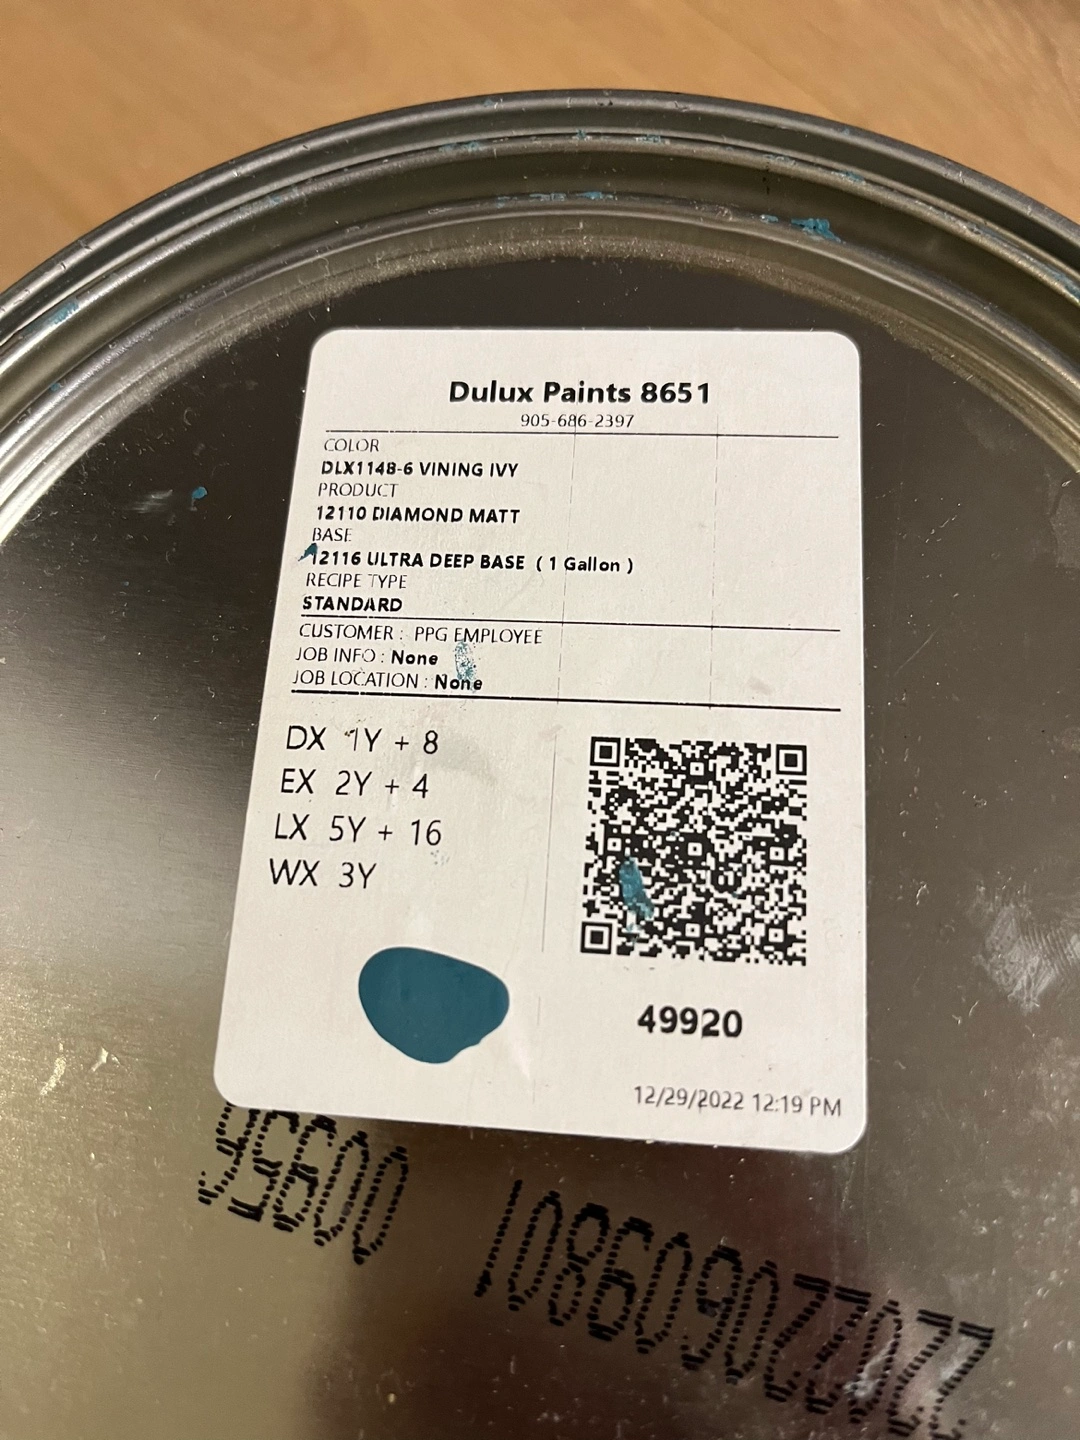 Dulux Paints 8651
905-686-2397
COLOR
DLX1148-6 VINING IVY
PRODUCT
12110 DIAMOND MATT
BASE
12116 ULTRA DEEP BASE ( 1 Gallon )
RECIPE TYPE
STANDARD
CUSTOMER : PPG EMPLOYEE
JOB INFO : None
JOB LOCATION : None
DX 1Y + 8
EX 2Y + 4
LX 5Y + 16
WX 3Y
49920
12/29/2022 12:19 PM